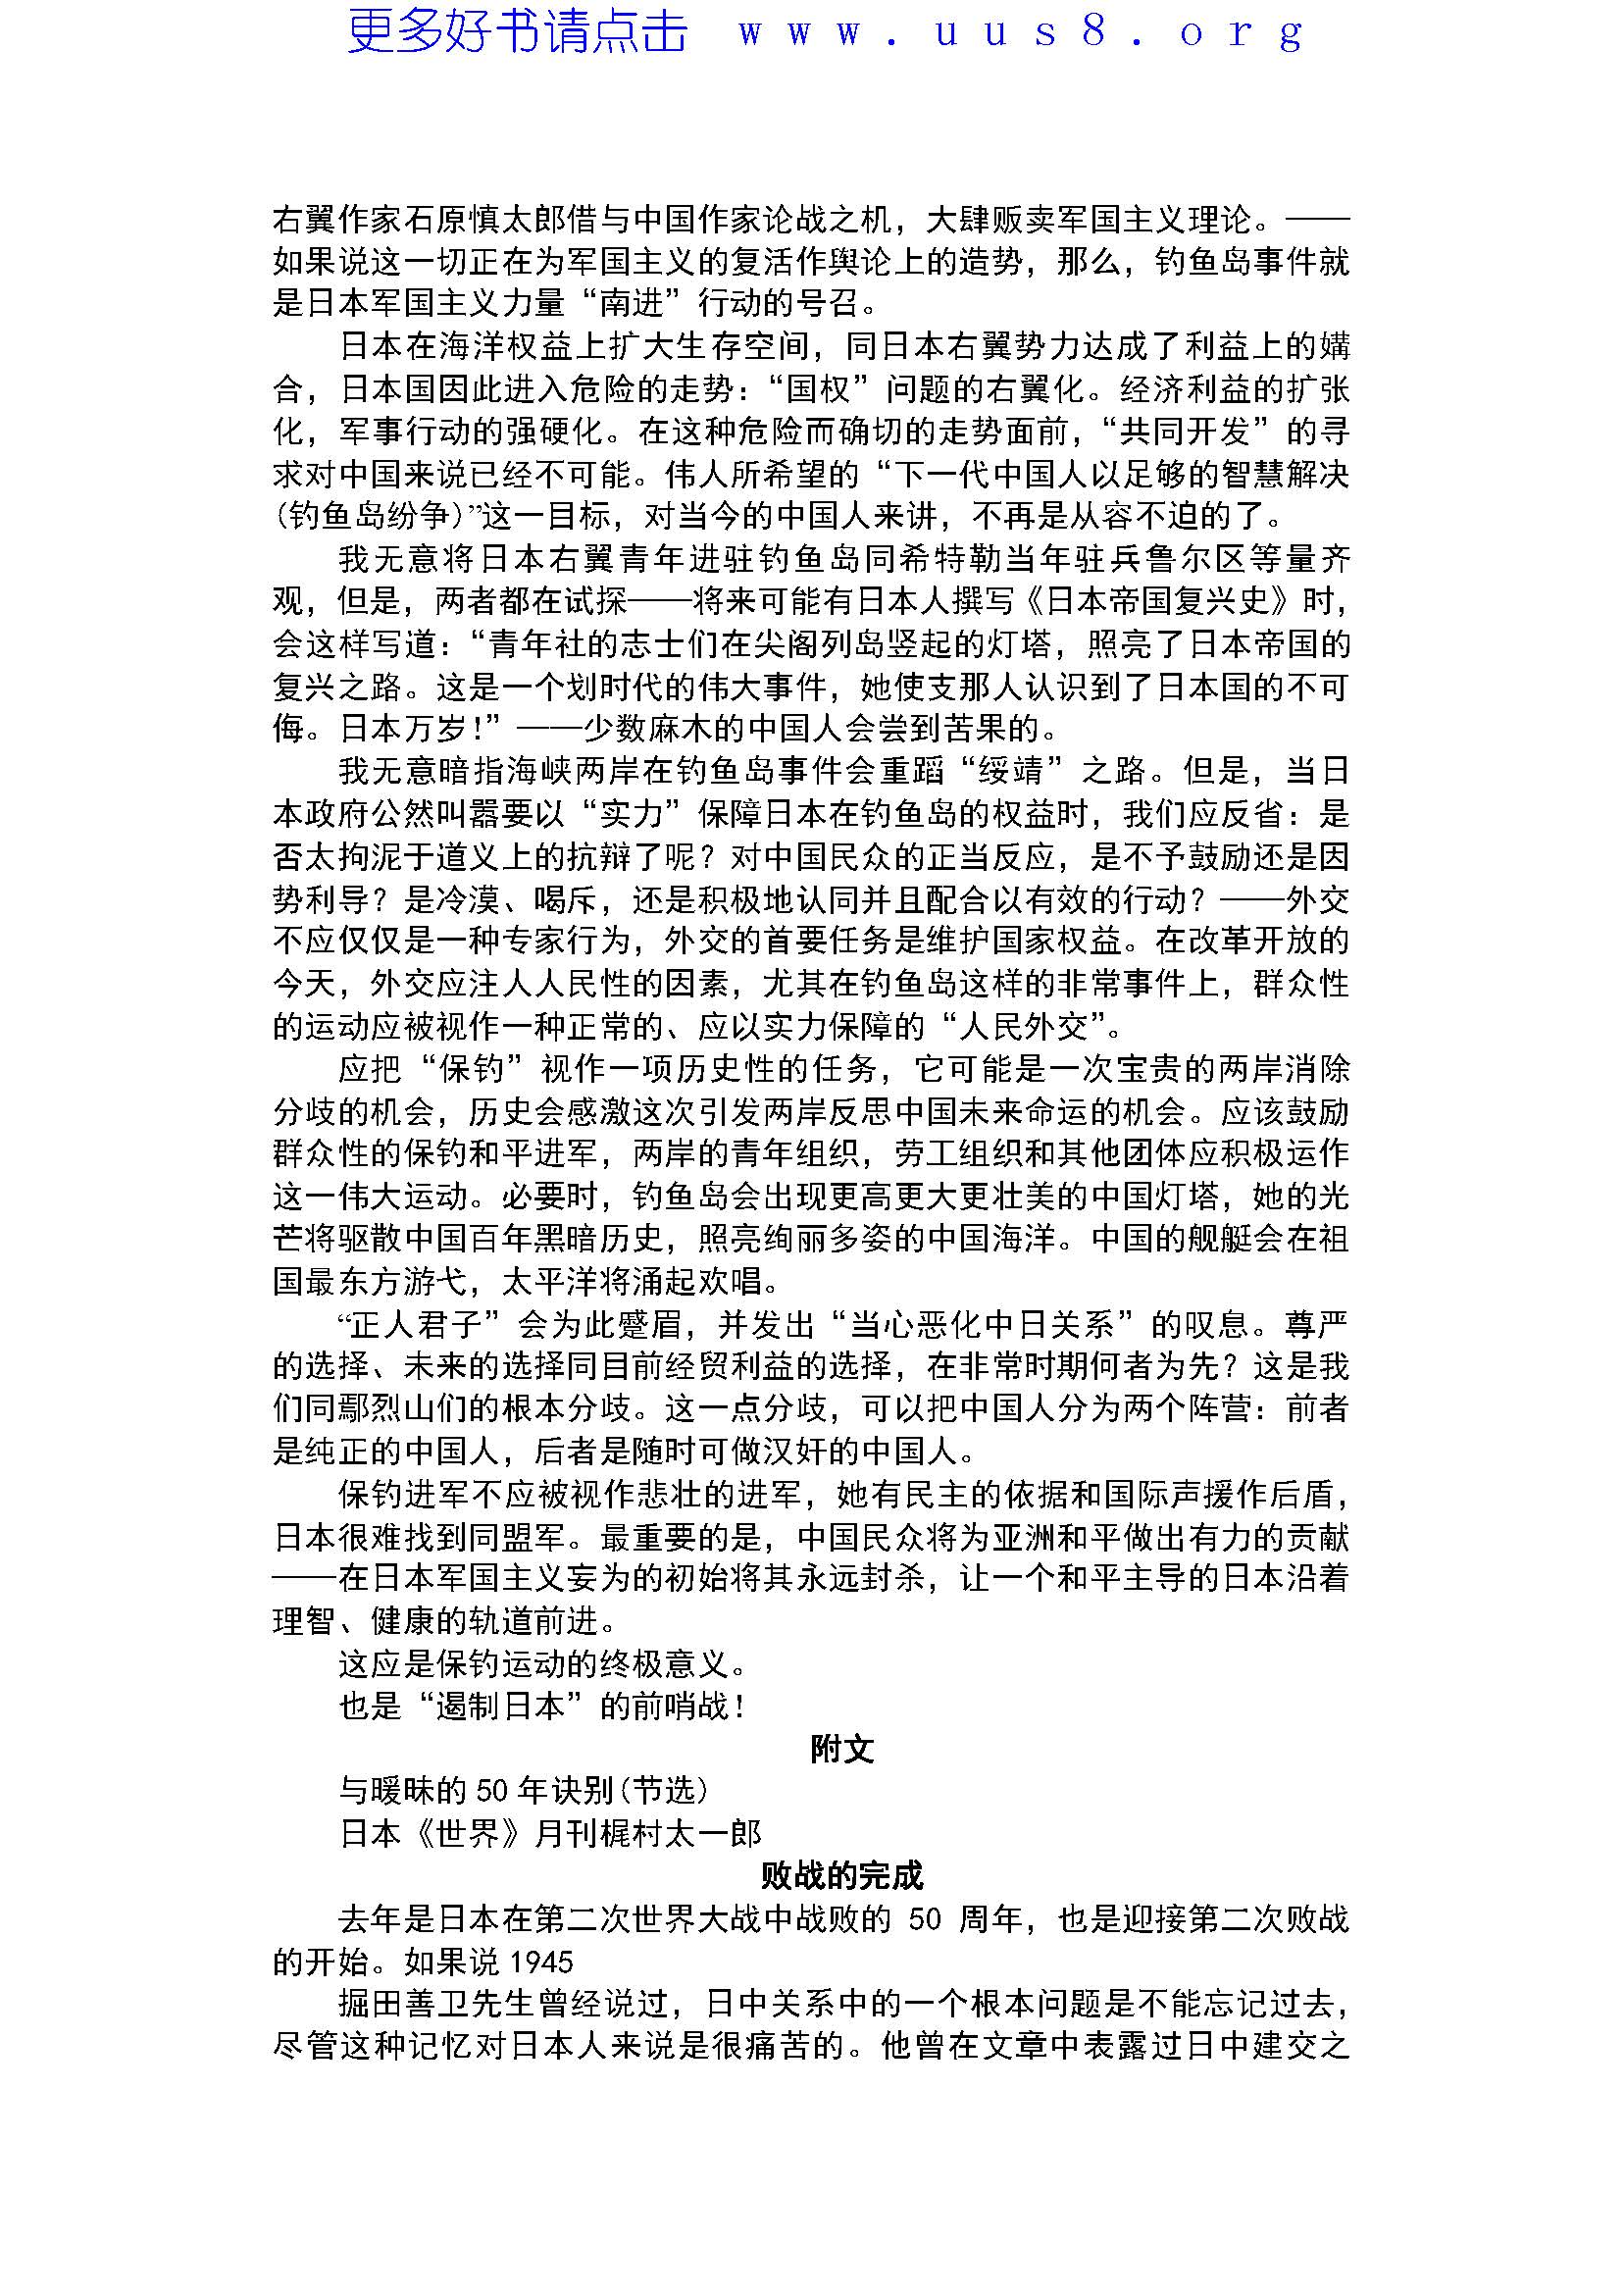 更多好书请点击 www.uus8.org
右翼作家石原慎太郎借与中国作家论战之机，大肆贩卖军国主义理论。——
如果说这一切正在为军国主义的复活作舆论上的造势，那么，钓鱼岛事件就
是日本军国主义力量“南进”行动的号召。
日本在海洋权益上扩大生存空间，同日本右翼势力达成了利益上的媾
合，日本国因此进入危险的走势：“国权”问题的右翼化。经济利益的扩张
化，军事行动的强硬化。在这种危险而确切的走势面前，“共同开发”的寻
求对中国来说已经不可能。伟人所希望的“下一代中国人以足够的智慧解决
(钓鱼岛纷争)”这一目标，对当今的中国人来讲，不再是从容不迫的了。
我无意将日本右翼青年进驻钓鱼岛同希特勒当年驻兵鲁尔区等量齐
观，但是，两者都在试探——将来可能有日本人撰写《日本帝国复兴史》时，
会这样写道：“青年社的志士们在尖阁列岛竖起的灯塔，照亮了日本帝国的
复兴之路。这是一个划时代的伟大事件，她使支那人认识到了日本国的不可
侮。日本万岁！”——少数麻木的中国人会尝到苦果的。
我无意暗指海峡两岸在钓鱼岛事件会重蹈“绥靖”之路。但是，当日
本政府公然叫嚣要以“实力”保障日本在钓鱼岛的权益时，我们应反省：是
否太拘泥于道义上的抗辩了呢？对中国民众的正当反应，是不予鼓励还是因
势利导？是冷漠、喝斥，还是积极地认同并且配合以有效的行动？——外交
不应仅仅是一种专家行为，外交的首要任务是维护国家权益。在改革开放的
今天，外交应注人人民性的因素，尤其在钓鱼岛这样的非常事件上，群众性
的运动应被视作一种正常的、应以实力保障的“人民外交”。
应把“保钓”视作一项历史性的任务，它可能是一次宝贵的两岸消除
分歧的机会，历史会感激这次引发两岸反思中国未来命运的机会。应该鼓励
群众性的保钓和平进军，两岸的青年组织，劳工组织和其他团体应积极运作
这一伟大运动。必要时，钓鱼岛会出现更高更大更壮美的中国灯塔，她的光
芒将驱散中国百年黑暗历史，照亮绚丽多姿的中国海洋。中国的舰艇会在祖
国最东方游弋，太平洋将涌起欢唱。
“正人君子”会为此蹙眉，并发出“当心恶化中日关系”的叹息。尊严
的选择、未来的选择同目前经贸利益的选择，在非常时期何者为先？这是我
们同鄢烈山们的根本分歧。这一点分歧，可以把中国人分为两个阵营：前者
是纯正的中国人，后者是随时可做汉奸的中国人。
保钓进军不应被视作悲壮的进军，她有民主的依据和国际声援作后盾，
日本很难找到同盟军。最重要的是，中国民众将为亚洲和平做出有力的贡献
——在日本军国主义妄为的初始将其永远封杀，让一个和平主导的日本沿着
理智、健康的轨道前进。
这应是保钓运动的终极意义。
也是“遏制日本”的前哨战！
附文
与暧昧的 50 年诀别(节选)
日本《世界》月刊梶村太一郎
败战的完成
去年是日本在第二次世界大战中战败的 50 周年，也是迎接第二次败战
的开始。如果说 1945
掘田善卫先生曾经说过，日中关系中的一个根本问题是不能忘记过去，
尽管这种记忆对日本人来说是很痛苦的。他曾在文章中表露过日中建交之